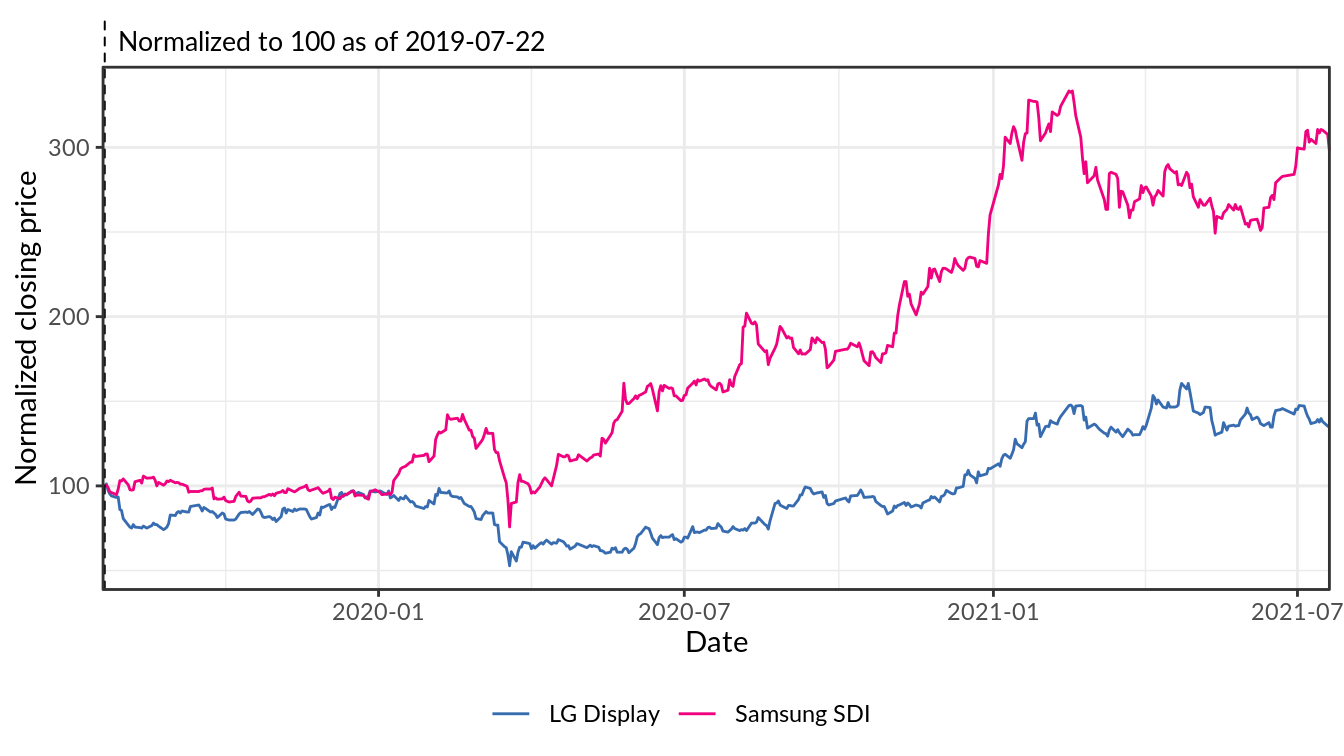 Normalized to 100 as of 2019-07-22
Normalized closing price
300
200
100
2020-01
2020-07
2021-01
2021-07
Date
LG Display
Samsung SDI